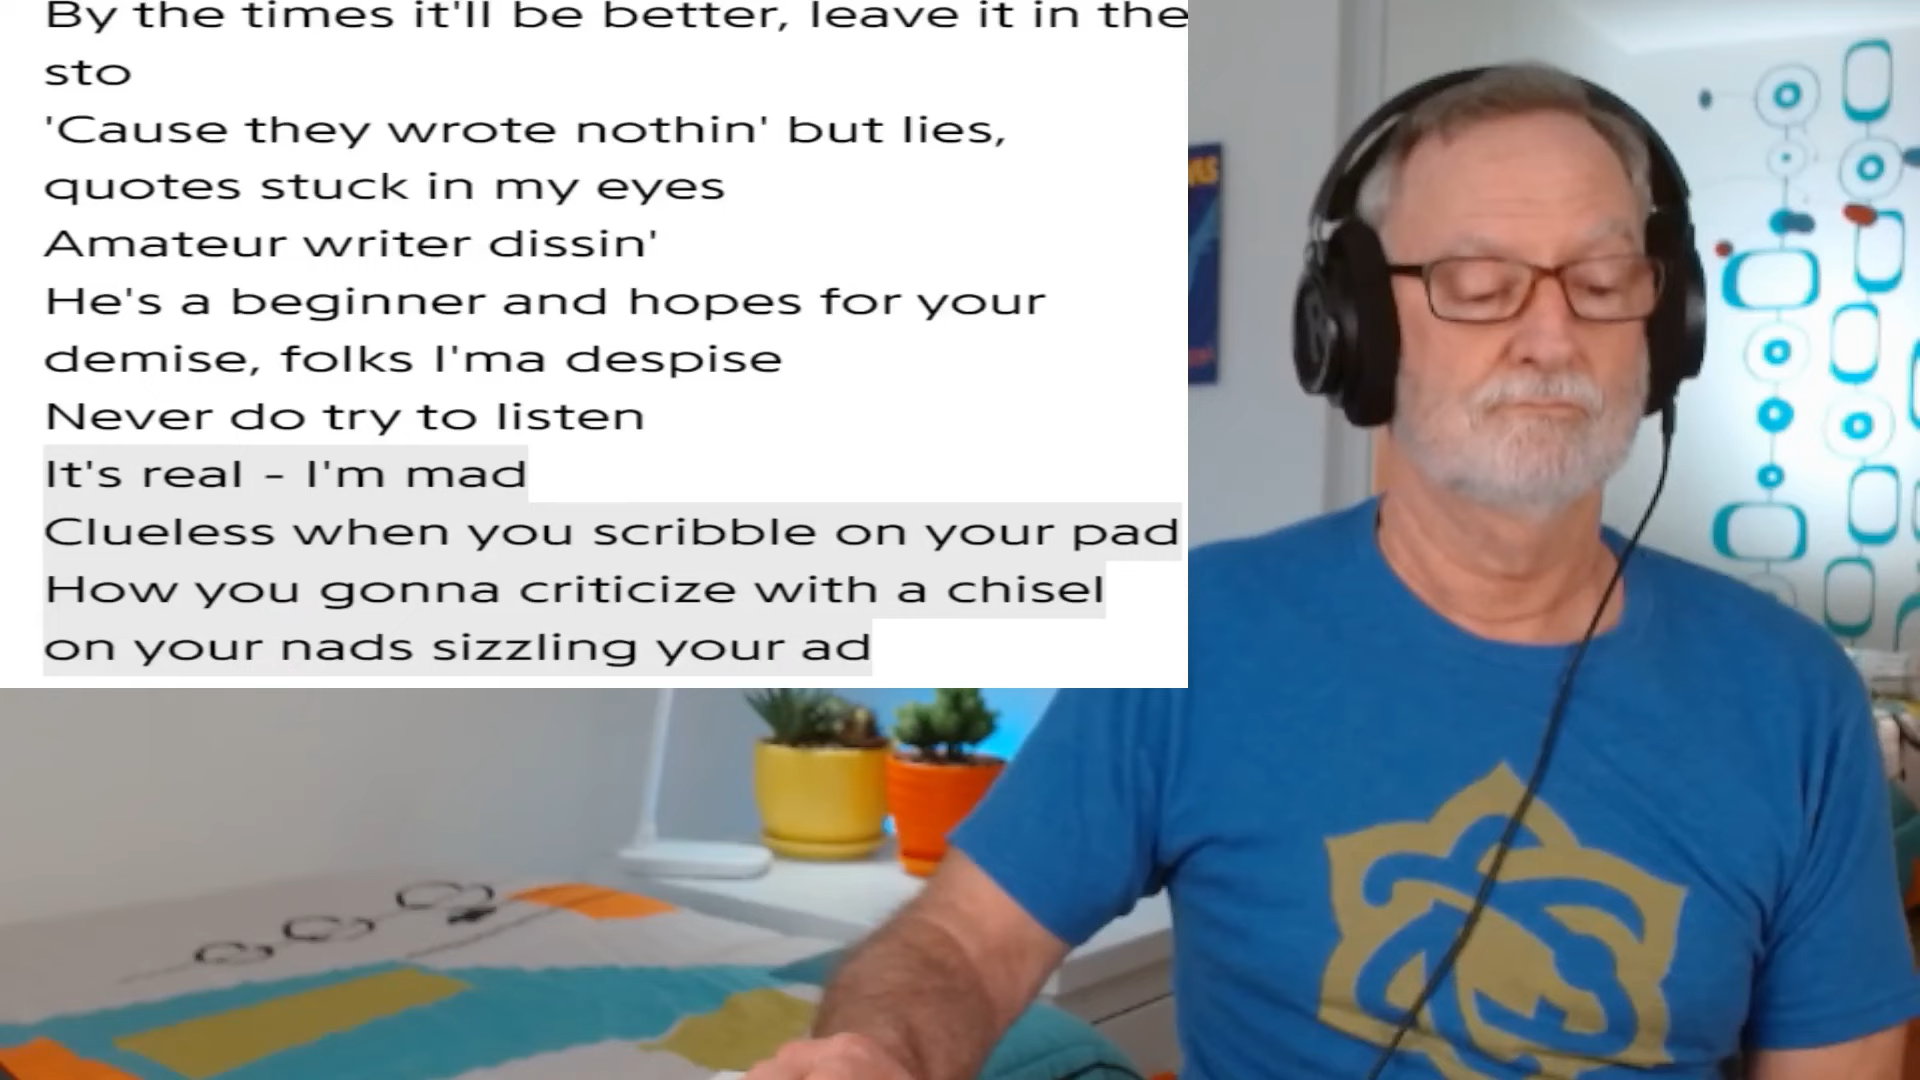 By the times it'll be better, leave it in the
sto
'Cause they wrote nothin' but lies,
quotes stuck in my eyes
Amateur writer dissin'
He's a beginner and hopes for your
demise, folks I'ma despise
Never do try to listen
It's real - I'm mad
Clueless when you scribble on your pad
How you gonna criticize with a chisel
on your nads sizzling your ad